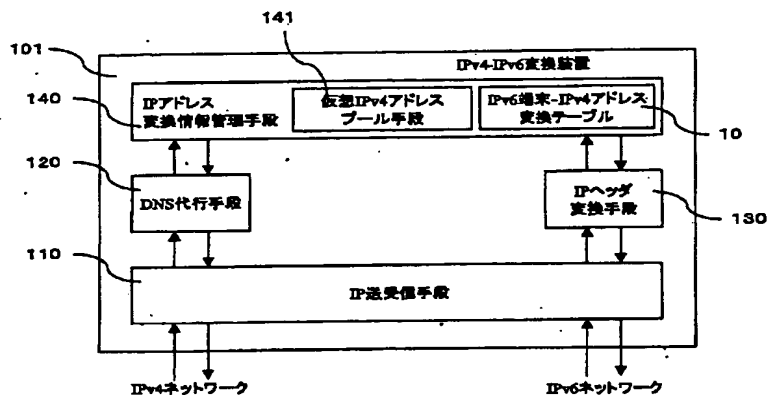 141
101
IPv4-IPv6変換装置
140
IPアドレス
変換情報管理手段
仮想IPv4アドレス
プール手段
IPv6端末-IPv4アドレス
変換テーブル
10
120
DNS代行手段
IPヘッダ
変換手段
130
110
IP送受信手段
IPv4ネットワーク
IPv6ネットワーク